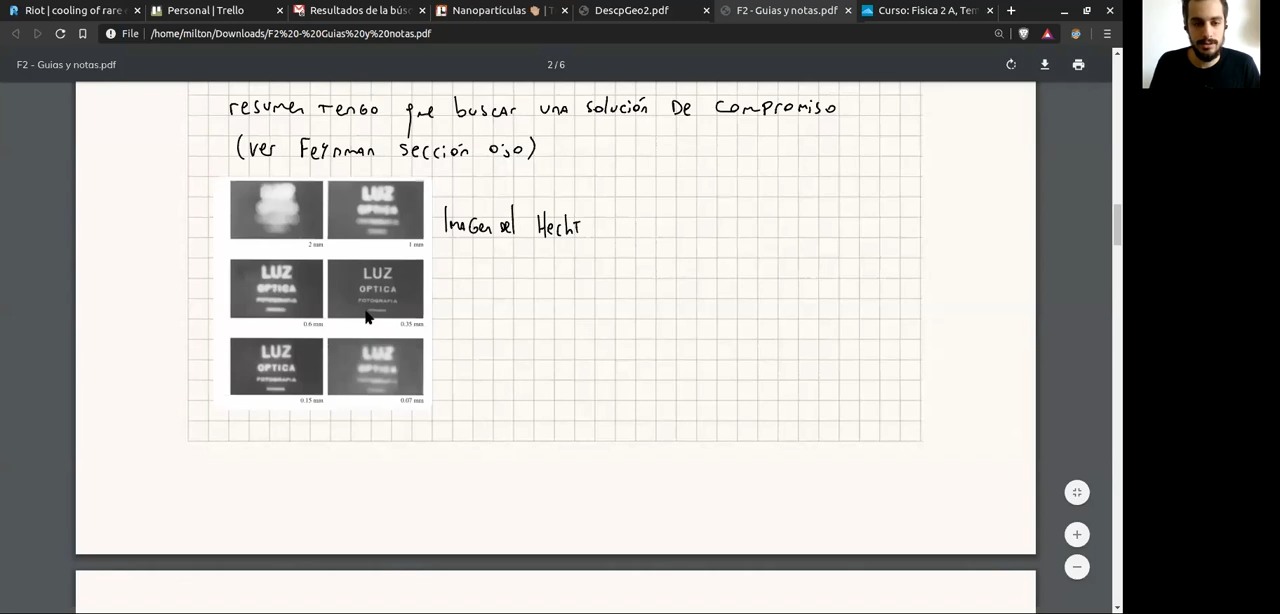 Riot | cooling of rare e
Personal | Trello
Resultados de la bús
Nanopartículas | T
DescpGeo2.pdf
F2 - Guias y notas.pdf
Curso: Fisica 2 A, Tem
File
/home/milton/Downloads/F2%20-%20Guias%20y%20notas.pdf
F2 - Guias y notas.pdf
2/6
resumen tengo que buscar una solución de compromiso
(ver Feynman sección ojo)
LUZ
OPTICA
2 mm
1 mm
Imagen del Hecht
LUZ
OPTICA
FOTOGRAFIA
LUZ
OPTICA
FOTOGRAFIA
0.6 mm
0.35 mm
LUZ
OPTICA
FOTOGRAFIA
LUZ
OPTICA
0.15 mm
0.07 mm